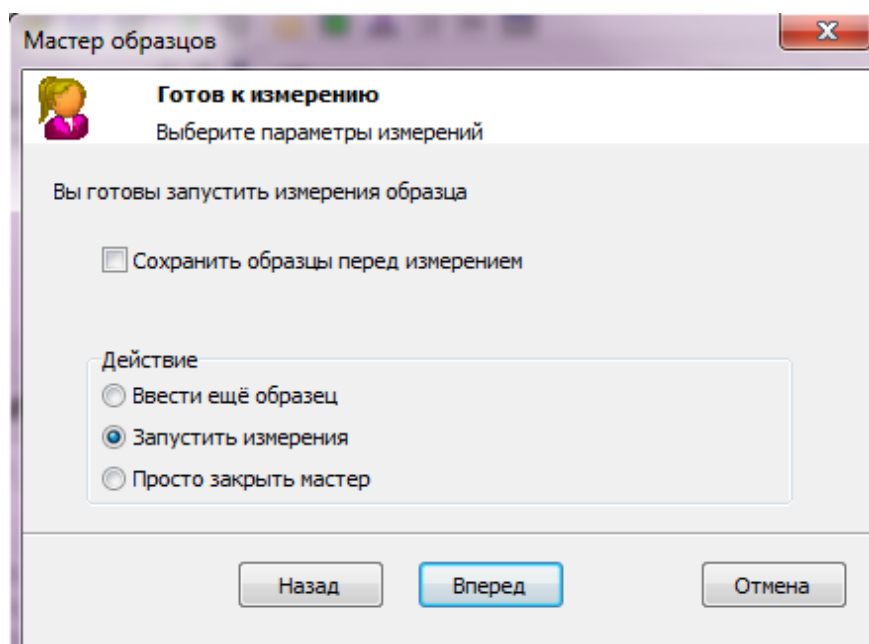 Мастер образцов
Готов к измерению
Выберите параметры измерений
Вы готовы запустить измерения образца
Сохранить образцы перед измерением
Действие
Ввести ещё образец
Запустить измерения
Просто закрыть мастер
Назад Вперед Отмена